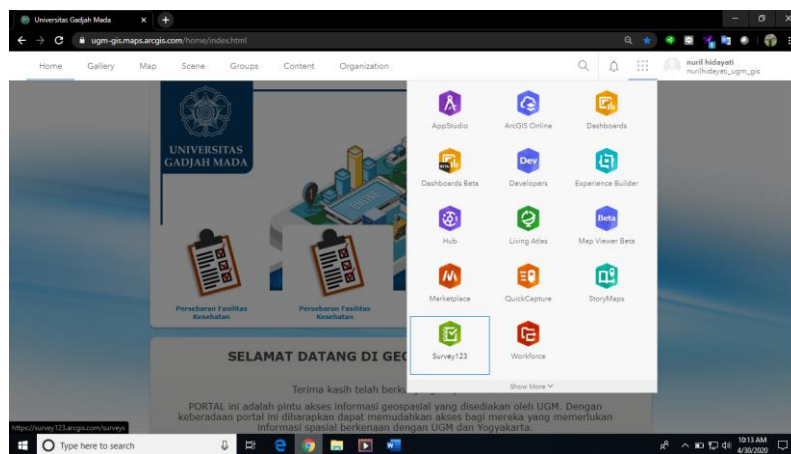 Universitas Gadjah Mada
ugm-gis.maps.arcgis.com/home/index.html
Home Gallery Map Scene Groups Content Organization
nuril hidayati
nurilhidayati_ugm_gis
UNIVERSITAS
GADJAH MADA
AppStudio ArcGIS Online Dashboards
BETA
Dev
Dashboards Beta Developers Experience Builder
Beta
Hub Living Atlas Map Viewer Beta
Marketplace QuickCapture StoryMaps
Survey123 Workforce
Show More
Persebaran Fasilitas
Kesehatan
Persebaran Fasilitas
Kesehatan
SELAMAT DATANG DI GEO
Terima kasih telah berku
PORTAL ini adalah pintu akses informasi geospasial yang disediakan oleh UGM. Dengan
keberadaan portal ini diharapkan dapat memudahkan akses bagi mereka yang memerlukan
informasi spasial berkenaan dengan UGM dan Yogyakarta.
https://survey123.arcgis.com/surveys
Type here to search
10:13 AM
4/30/2020